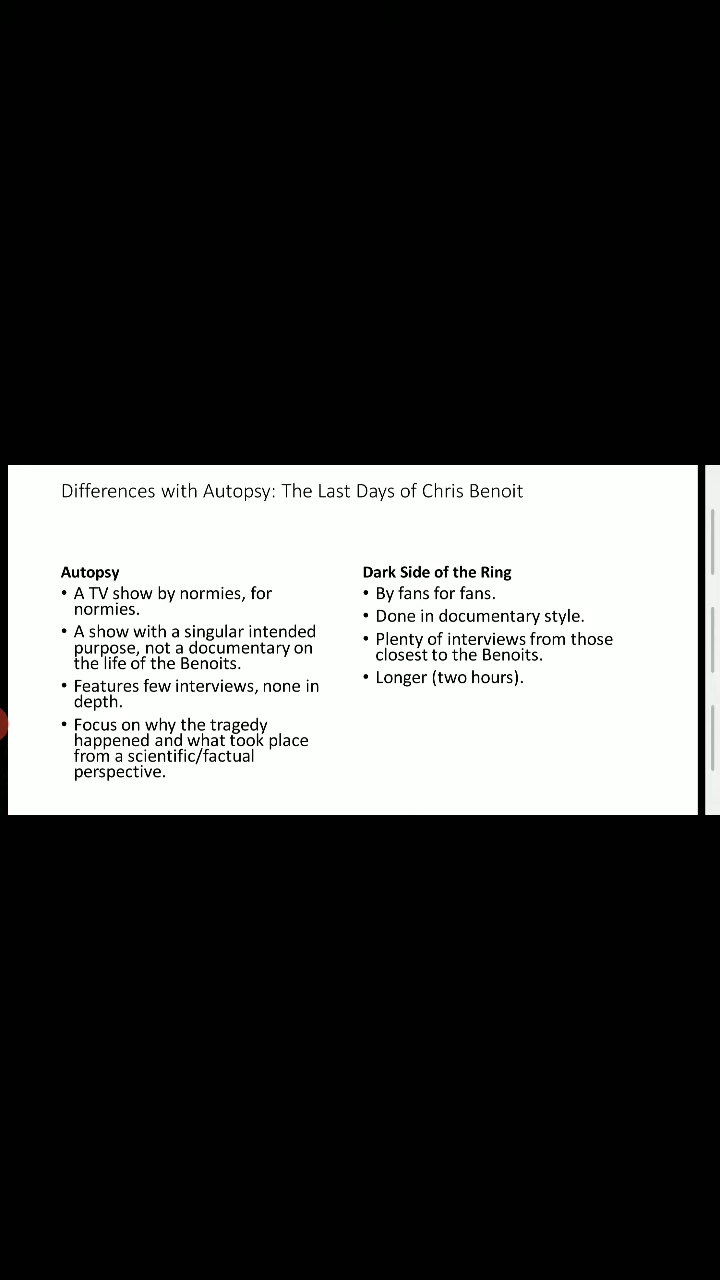 Differences with Autopsy: The Last Days of Chris Benoit
Autopsy
• A TV show by normies, for
normies.
• A show with a singular intended
purpose, not a documentary on
the life of the Benoits.
• Features few interviews, none in
depth.
• Focus on why the tragedy
happened and what took place
from a scientific/factual
perspective.
Dark Side of the Ring
• By fans for fans.
• Done in documentary style.
• Plenty of interviews from those
closest to the Benoits.
• Longer (two hours).